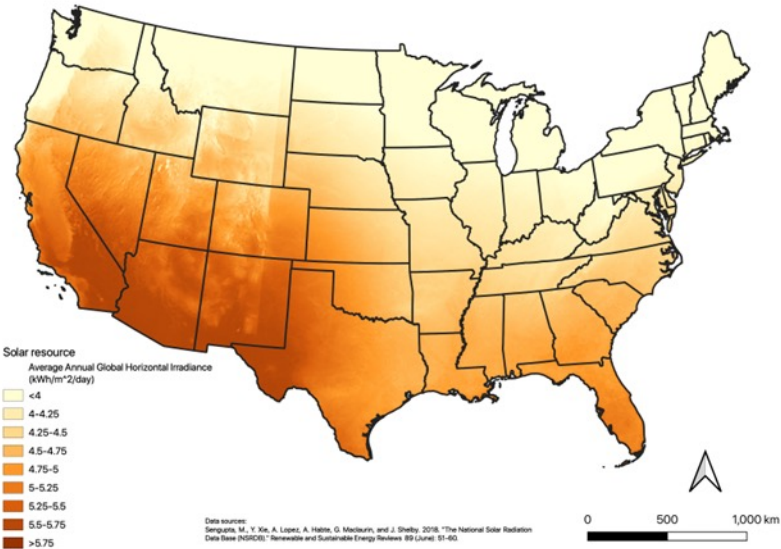 Solar resource
Average Annual Global Horizontal Irradiance
(kWh/m^2/day)
<4
4-4.25
4.25-4.5
4.5-4.75
4.75-5
5-5.25
5.25-5.5
5.5-5.75
>5.75
Data sources:
Sengupta, M., Y. Xie, A. Lopez, A. Habte, G. Maclaurin, and J. Shelby. 2018. "The National Solar Radiation
Data Base (NSRDB)." Renewable and Sustainable Energy Reviews 89 (June): 51-60.
0 500 1,000 km